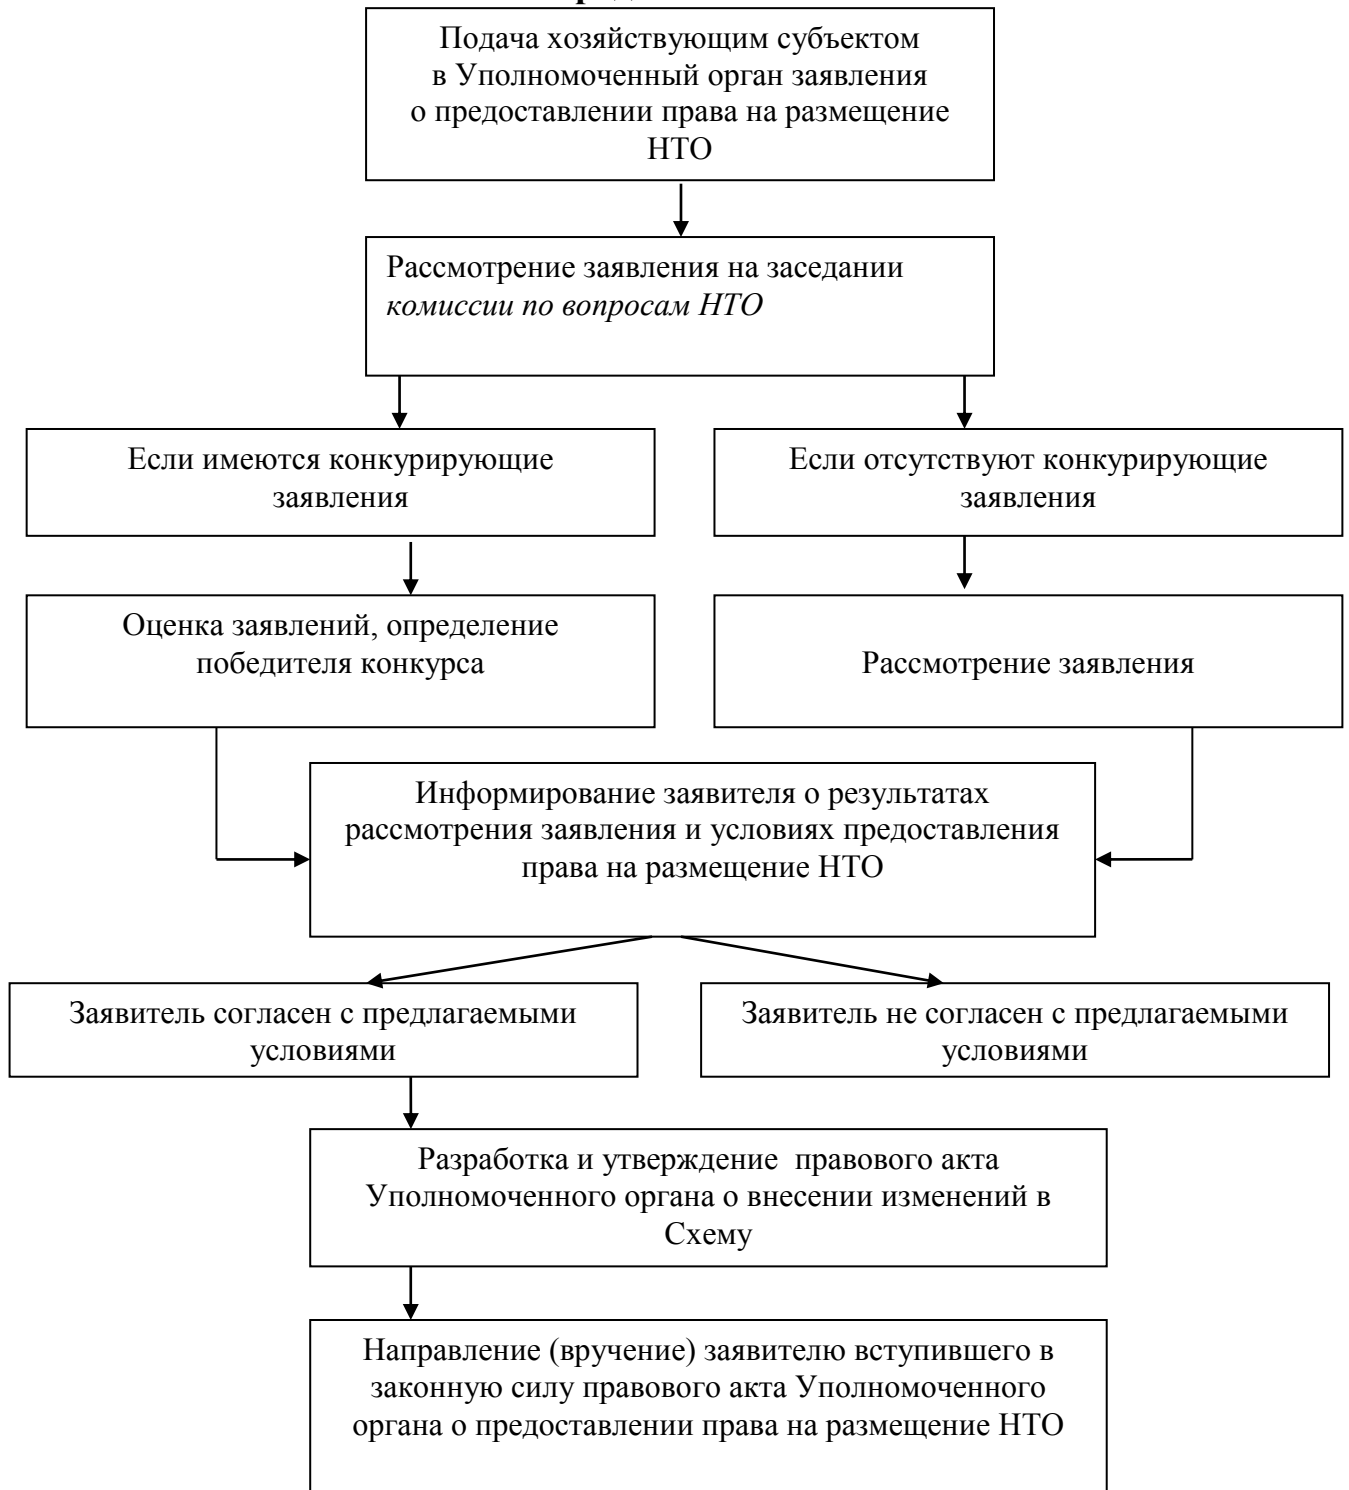 Подача хозяйствующим субъектом
в Уполномоченный орган заявления
о предоставлении права на размещение
НТО
Рассмотрение заявления на заседании
комиссии по вопросам НТО
Если имеются конкурирующие
заявления
Если отсутствуют конкурирующие
заявления
Оценка заявлений, определение
победителя конкурса
Рассмотрение заявления
Информирование заявителя о результатах
рассмотрения заявления и условиях предоставления
права на размещение НТО
Заявитель согласен с предлагаемыми
условиями
Заявитель не согласен с предлагаемыми
условиями
Разработка и утверждение  правового акта
Уполномоченного органа о внесении изменений в
Схему
Направление (вручение) заявителю вступившего в
законную силу правового акта Уполномоченного
органа о предоставлении права на размещение НТО